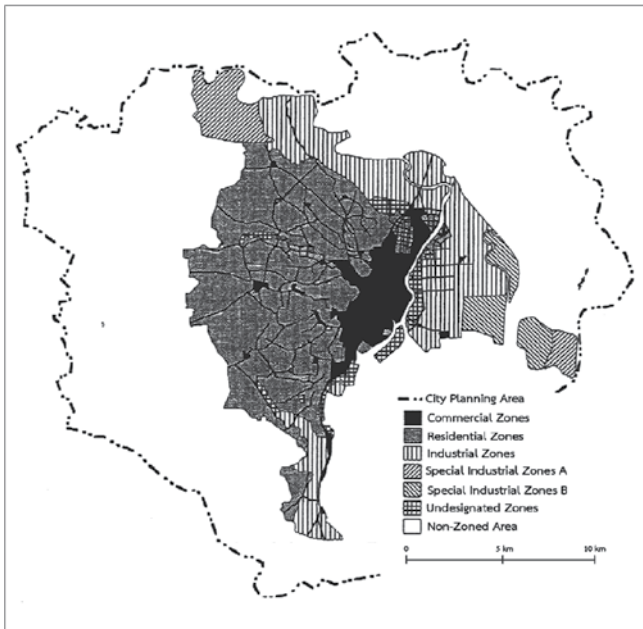 City Planning Area
Commercial Zones
Residential Zones
Industrial Zones
Special Industrial Zones A
Special Industrial Zones B
Undesignated Zones
Non-Zoned Area
0 5 km 10 km